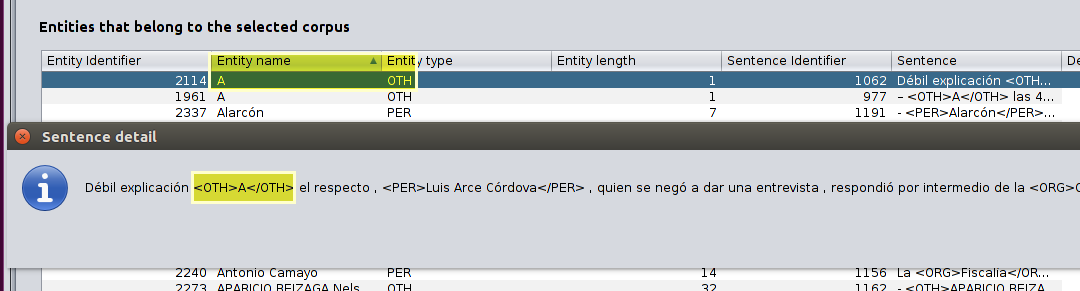 Entities that belong to the selected corpus
Entity Identifier Entity name Entity type Entity length Sentence Identifier Sentence De
2114 A OTH 1 1062 Débil explicación <OTH...
1961 A OTH 1 977 – <OTH>A</OTH> las 4...
2337 Alarcón PER 7 1191 - <PER>Alarcón</PER>...
Sentence detail
Débil explicación <OTH>A</OTH> el respecto , <PER>Luis Arce Córdova</PER> , quien se negó a dar una entrevista , respondió por intermedio de la <ORG>
2240 Antonio Camayo PER 14 1156 La <ORG>Fiscalía</OR...
2273 APARICIO BEIZAGA Nels OTH 32 1162 - <OTH>APARICIO BEIZA